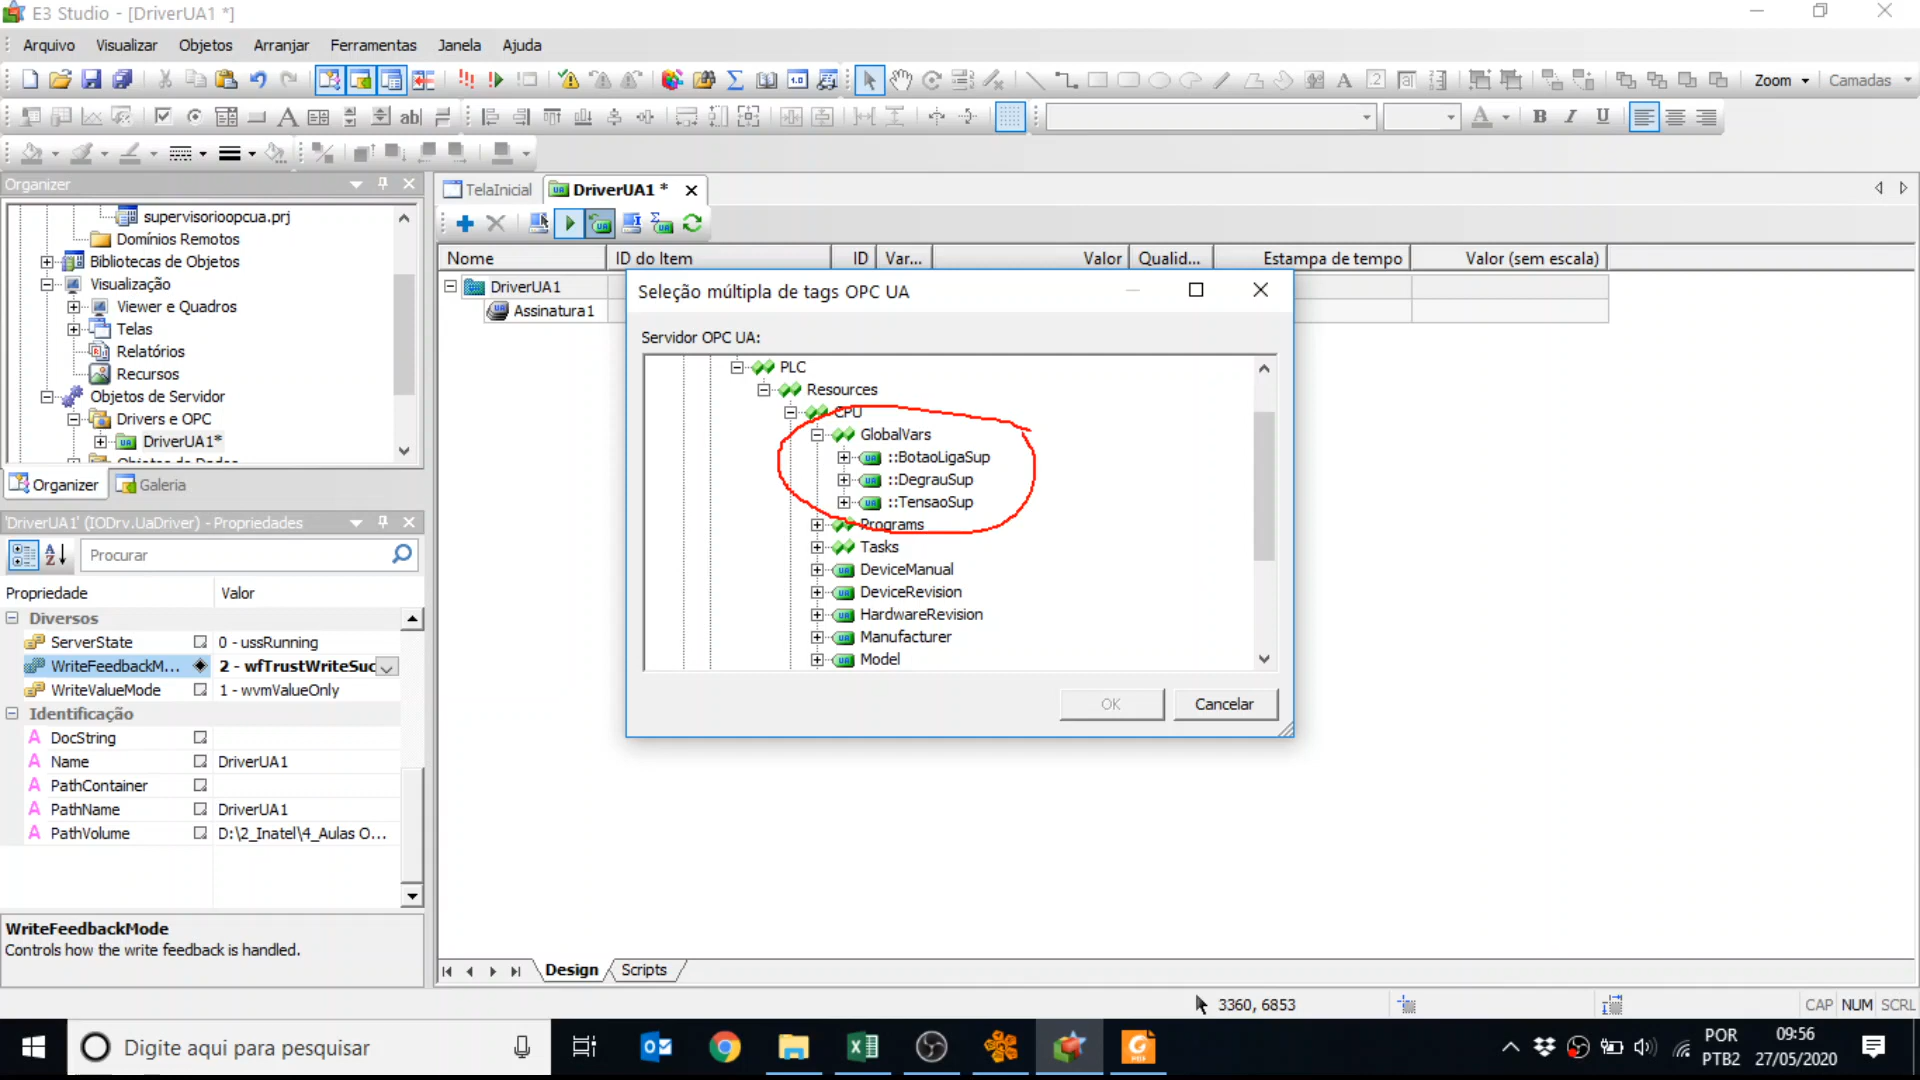 E3 Studio - [DriverUA1 *]
Arquivo Visualizar Objetos Arranjar Ferramentas Janela Ajuda
Zoom Camadas
Organizer
supervisorioopcua.prj
Domínios Remotos
Bibliotecas de Objetos
Visualização
Viewer e Quadros
Telas
Relatórios
Recursos
Objetos de Servidor
Drivers e OPC
DriverUA1*
Organizer Galeria
'DriverUA1' (IODrv.UaDriver) - Propriedades
Procurar
Propriedade Valor
Diversos
ServerState 0 - ussRunning
WriteFeedbackM... 2 - wfTrustWriteSuc
WriteValueMode 1 - wvmValueOnly
Identificação
DocString
Name DriverUA1
PathContainer
PathName DriverUA1
PathVolume D:\2_Inatel\4_Aulas O...
WriteFeedbackMode
Controls how the write feedback is handled.
TelaInicial DriverUA1 *
Nome ID do Item ID Var... Valor Qualid... Estampa de tempo Valor (sem escala)
DriverUA1
Assinatura1
Seleção múltipla de tags OPC UA
Servidor OPC UA:
PLC
Resources
CPU
GlobalVars
::BotaoLigaSup
::DegrauSup
::TensaoSup
Programs
Tasks
DeviceManual
DeviceRevision
HardwareRevision
Manufacturer
Model
OK Cancelar
Design Scripts
3360, 6853
CAP NUM SCRL
Digite aqui para pesquisar
POR
PTB2
09:56
27/05/2020